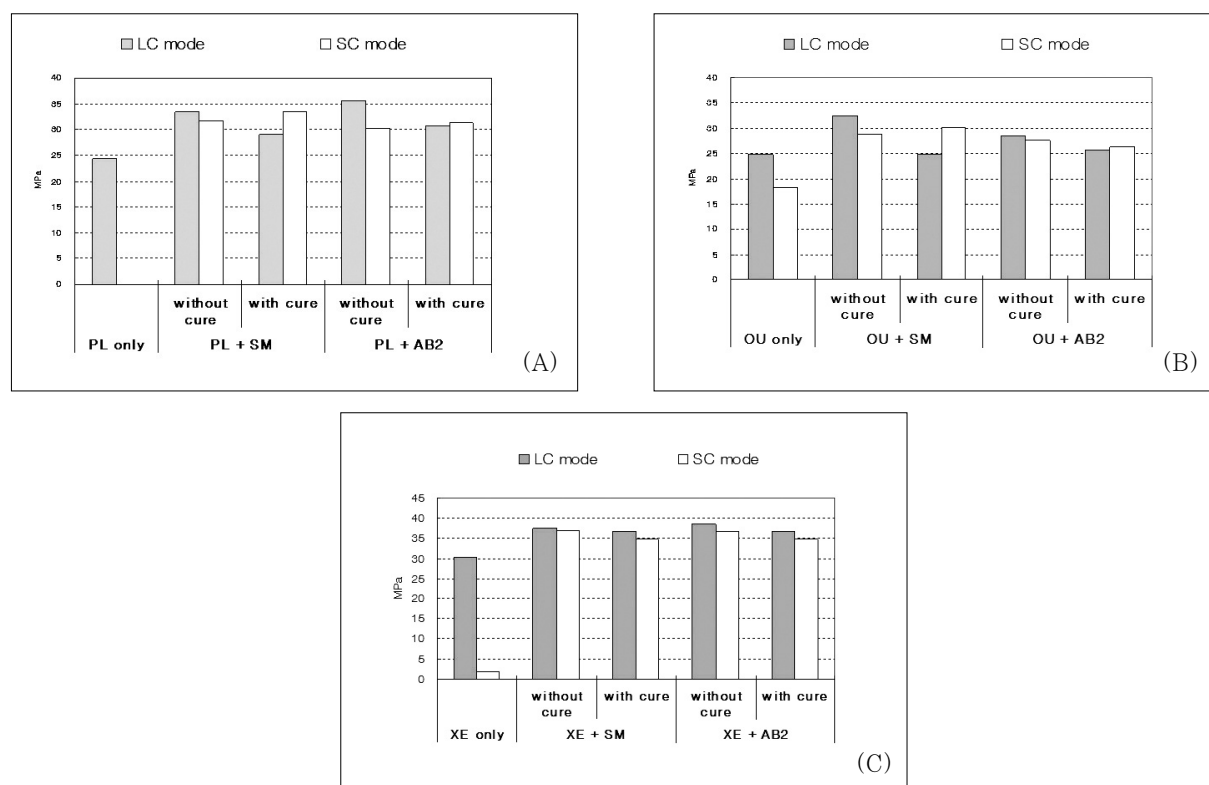 LC mode SC mode
40
35
30
25
20
15
10
5
0
MPa
without cure
with cure
without cure
with cure
PL only PL + SM PL + AB2
(A)
LC mode SC mode
40
35
30
25
20
15
10
5
0
MPa
without cure
with cure
without cure
with cure
OU only OU + SM OU + AB2
(B)
LC mode SC mode
45
40
35
30
25
20
15
10
5
0
MPa
without cure
with cure
without cure
with cure
XE only XE + SM XE + AB2
(C)